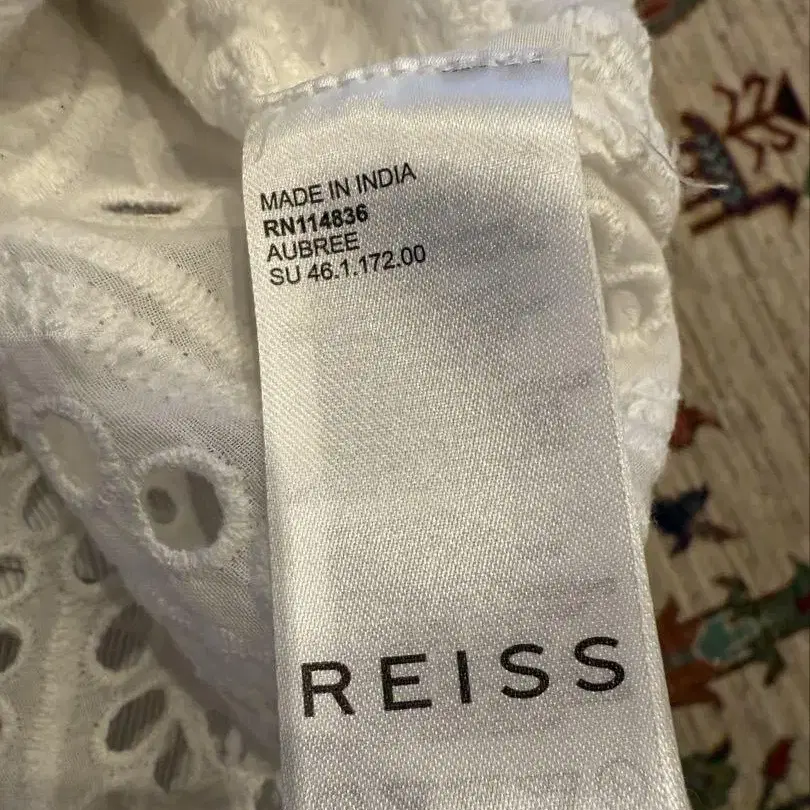 MADE IN INDIA
RN114836
AUBREE
SU 46.1.172.00
REISS